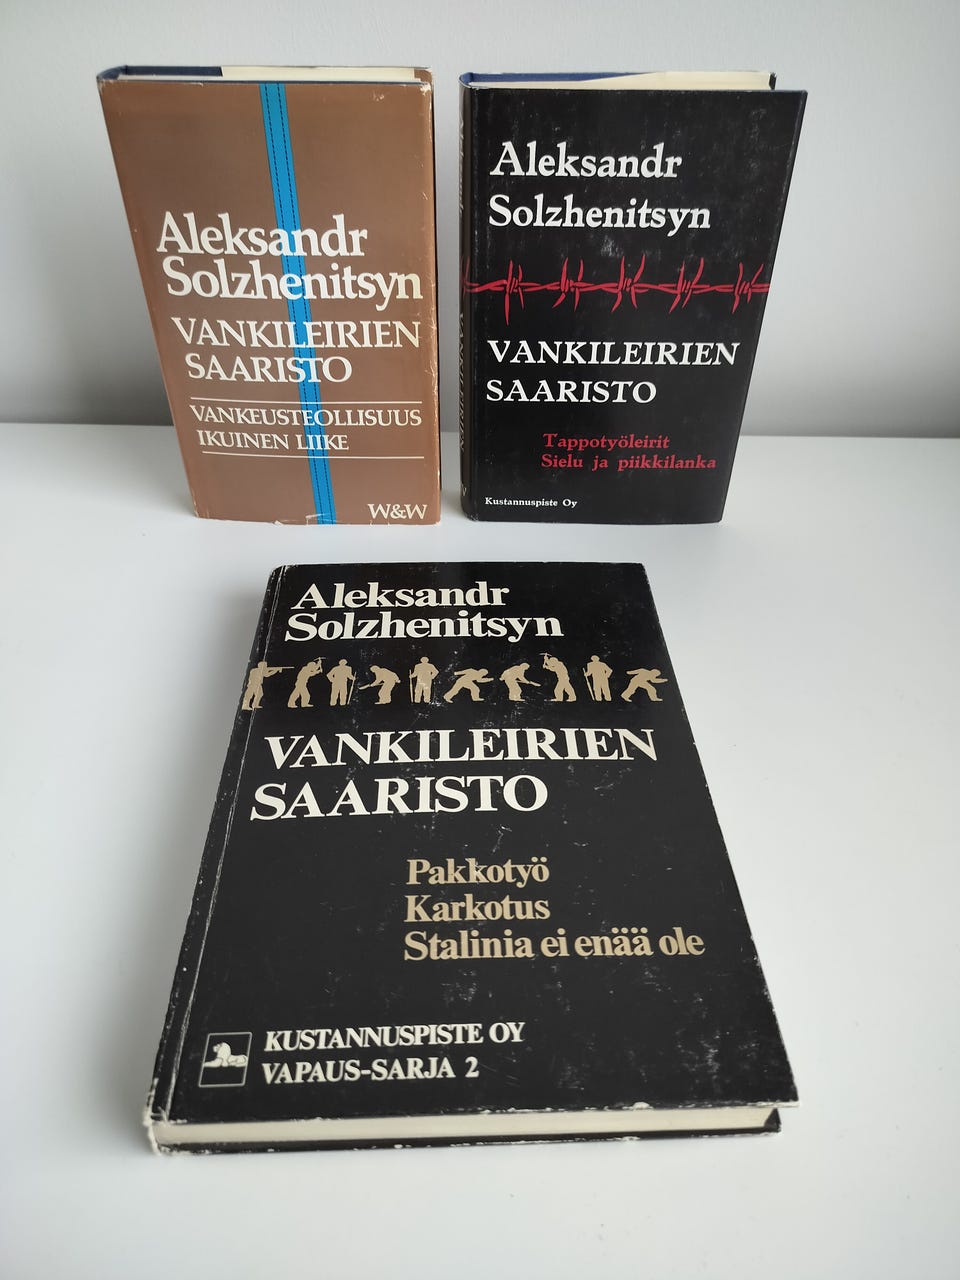 Aleksandr
Solzhenitsyn
VANKILEIRIEN
SAARISTO
VANKEUSTEOLLISUUS
IKUINEN LIIKE
W&W
Aleksandr
Solzhenitsyn
VANKILEIRIEN
SAARISTO
Tappotyöleirit
Sielu ja piikkilanka
Kustannuspiste Oy
Aleksandr
Solzhenitsyn
VANKILEIRIEN
SAARISTO
Pakkotyö
Karkotus
Stalinia ei enää ole
KUSTANNUSPISTE OY
VAPAUS-SARJA 2